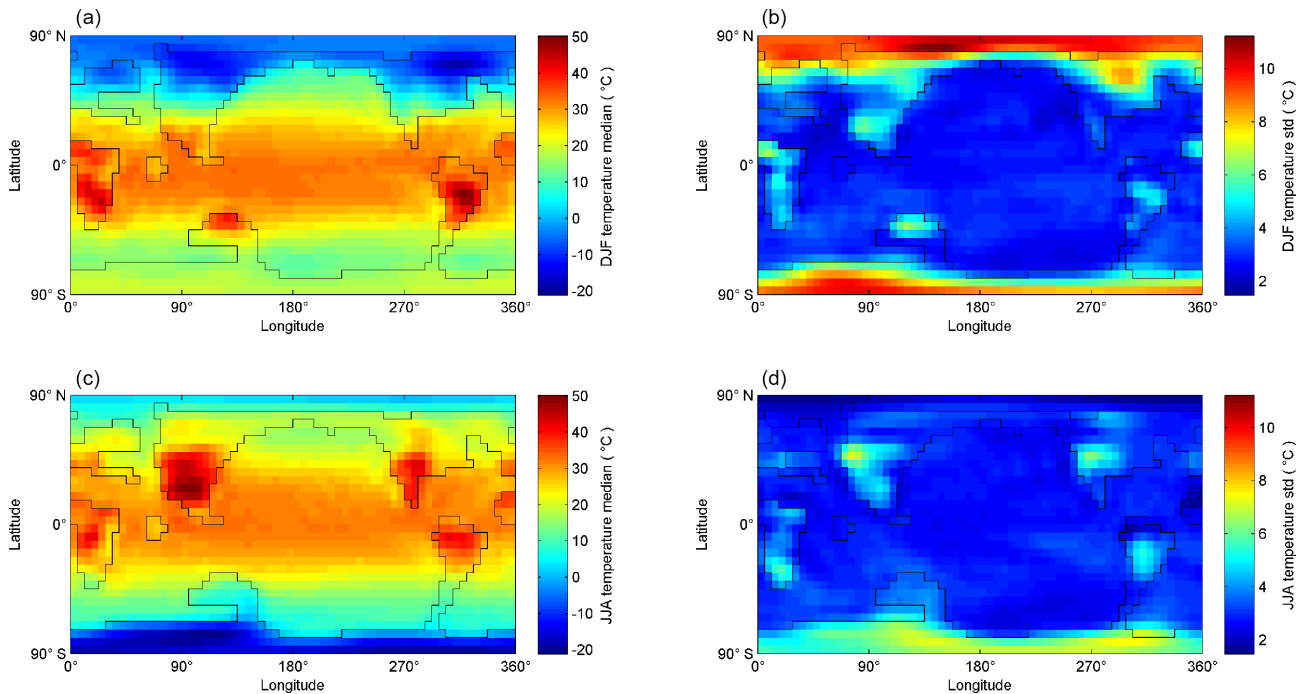 (a)
90° N
0°
90° S
Latitude
0°
90°
180°
270°
360°
Longitude
50
40
30
20
10
0
-10
-20
DJF temperature median ( °C)
(b)
90° N
0°
90° S
Latitude
0°
90°
180°
270°
360°
Longitude
10
8
6
4
2
DJF temperature std ( °C)
(c)
90° N
0°
90° S
Latitude
0°
90°
180°
270°
360°
Longitude
50
40
30
20
10
0
-10
-20
JJA temperature median ( °C)
(d)
90° N
0°
90° S
Latitude
0°
90°
180°
270°
360°
Longitude
10
8
6
4
2
JJA temperature std ( °C)